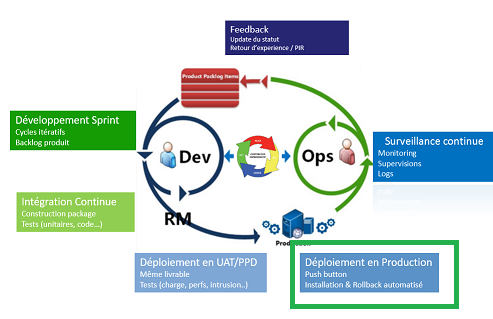 Feedback
Update du statut
Retour d'experience / PIR
Product Packlog Items
Développement Sprint
Cycles itératifs
Backlog produit
Dev
Ops
Surveillance continue
Monitoring
Supervisions
Logs
Intégration Continue
Construction package
Tests (unitaires, code...)
RM
Déploiement en UAT/PPD
Même livrable
Tests (charge, perfs, intrusion..)
Déploiement en Production
Push button
Installation & Rollback automatisé